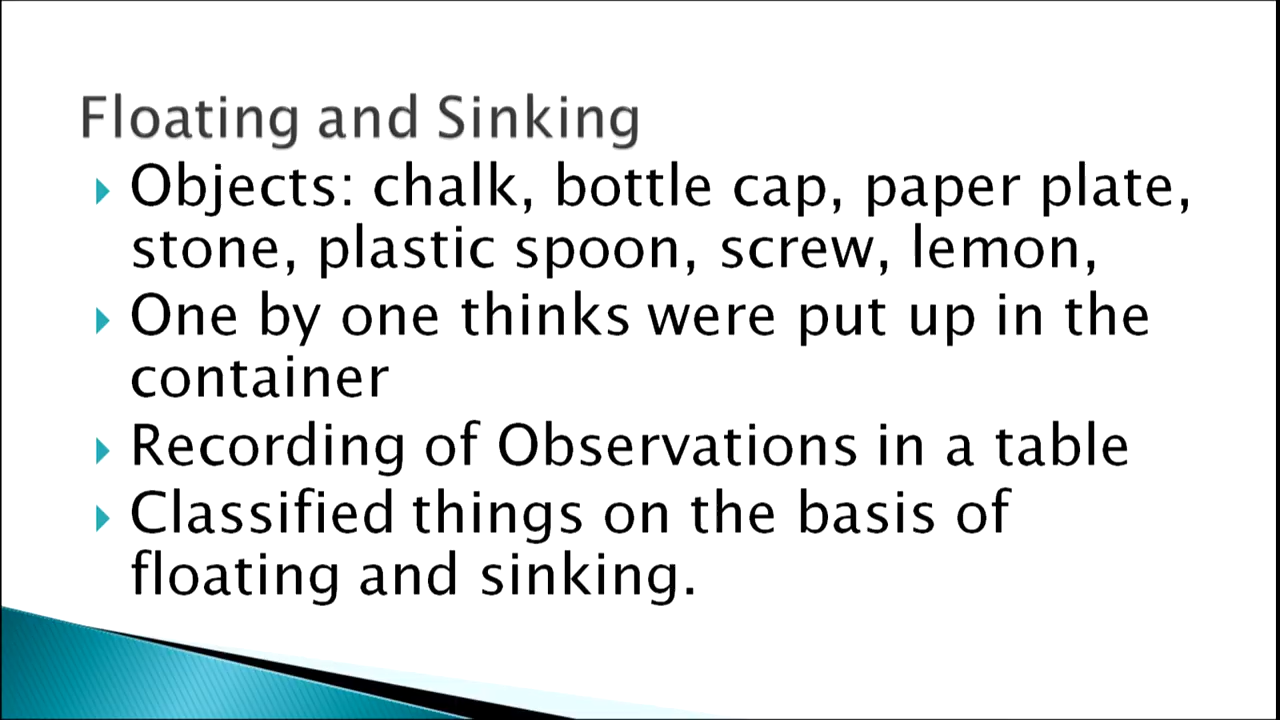 Floating and Sinking
Objects: chalk, bottle cap, paper plate,
stone, plastic spoon, screw, lemon,
One by one thinks were put up in the
container
Recording of Observations in a table
Classified things on the basis of
floating and sinking.